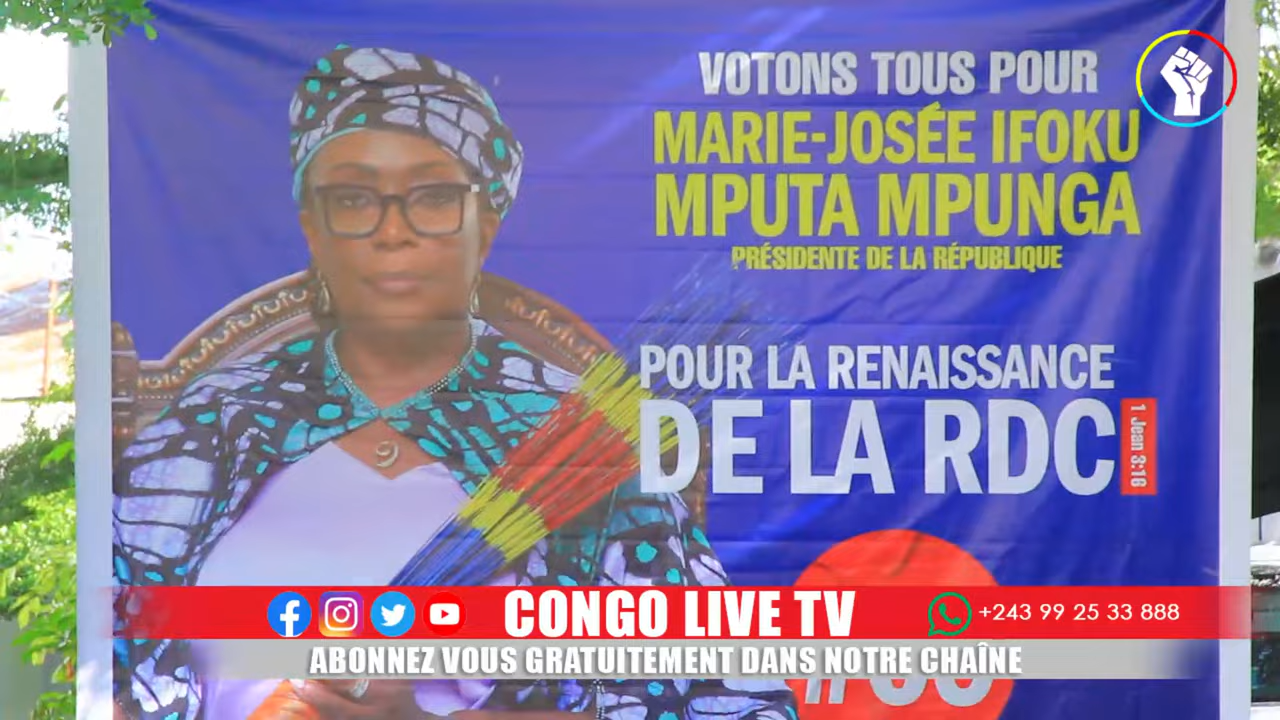 VOTONS TOUS POUR
MARIE-JOSÉE IFOKU
MPUTA MPUNGA
PRÉSIDENTE DE LA RÉPUBLIQUE
POUR LA RENAISSANCE
DE LA RDC
1 Jean 3:18
CONGO LIVE TV
+243 99 25 33 888
ABONNEZ VOUS GRATUITEMENT DANS NOTRE CHAÎNE